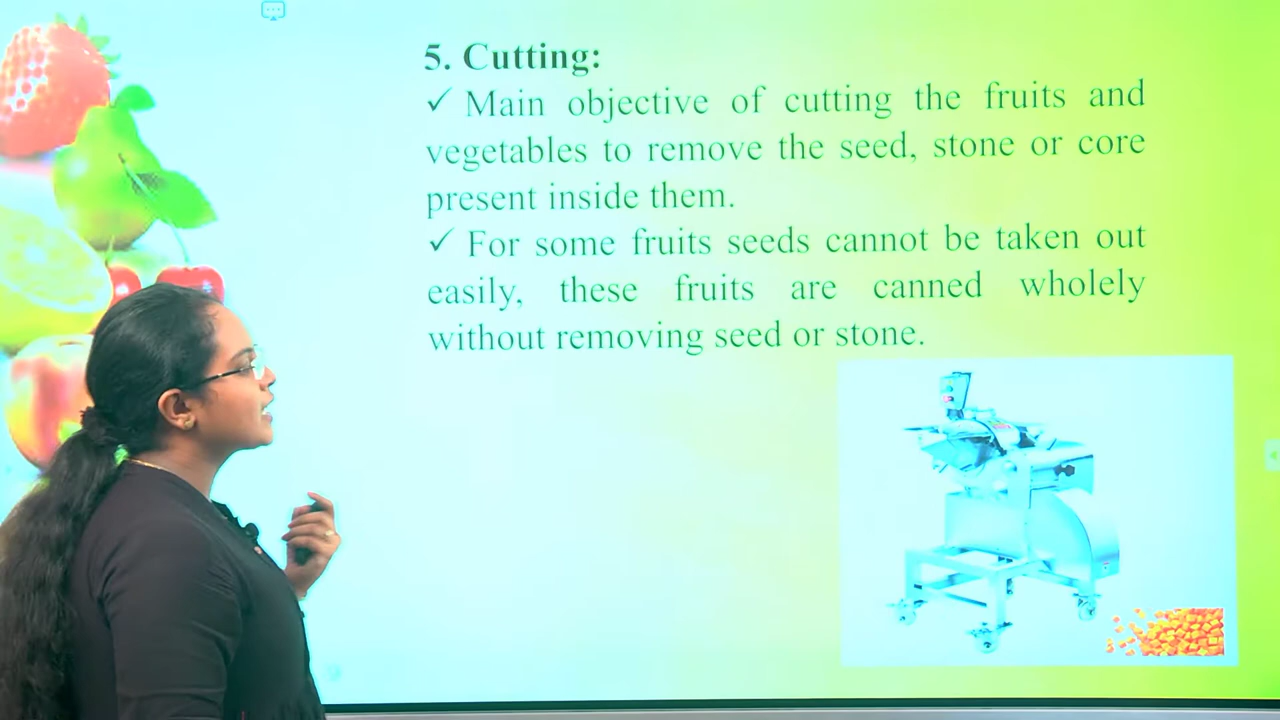 5. Cutting:
✓ Main objective of cutting the fruits and
vegetables to remove the seed, stone or core
present inside them.
✓ For some fruits seeds cannot be taken out
easily, these fruits are canned wholely
without removing seed or stone.